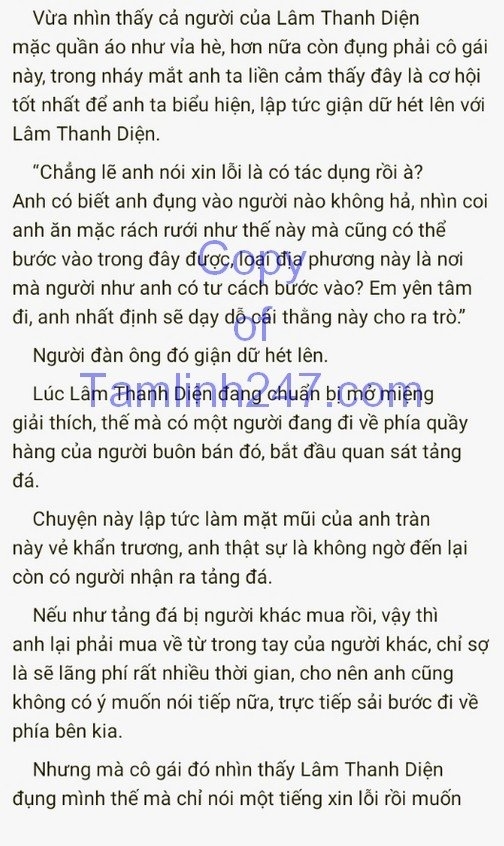 Vừa nhìn thấy cả người của Lâm Thanh Diện
mặc quần áo như vỉa hè, hơn nữa còn đụng phải cô gái
này, trong nháy mắt anh ta liền cảm thấy đây là cơ hội
tốt nhất để anh ta biểu hiện, lập tức giận dữ hét lên với
Lâm Thanh Diện.
“Chẳng lẽ anh nói xin lỗi là có tác dụng rồi à?
Anh có biết anh đụng vào người nào không hả, nhìn coi
anh ăn mặc rách rưới như thế này mà cũng có thể
bước vào trong đây được, loại địa phương này là nơi
mà người như anh có tư cách bước vào? Em yên tâm
đi, anh nhất định sẽ dạy dỗ cái thằng này cho ra trò.”
Người đàn ông đó giận dữ hét lên.
Lúc Lâm Thanh Diện đang chuẩn bị mở miệng
giải thích, thế mà có một người đang đi về phía quầy
hàng của người buôn bán đó, bắt đầu quan sát tảng
đá.
Chuyện này lập tức làm mặt mũi của anh tràn
này vẻ khẩn trương, anh thật sự là không ngờ đến lại
còn có người nhận ra tảng đá.
Nếu như tảng đá bị người khác mua rồi, vậy thì
anh lại phải mua về từ trong tay của người khác, chỉ sợ
là sẽ lãng phí rất nhiều thời gian, cho nên anh cũng
không có ý muốn nói tiếp nữa, trực tiếp sải bước đi về
phía bên kia.
Nhưng mà cô gái đó nhìn thấy Lâm Thanh Diện
đụng mình thế mà chỉ nói một tiếng xin lỗi rồi muốn
Copy
of
Tamlinh247.com